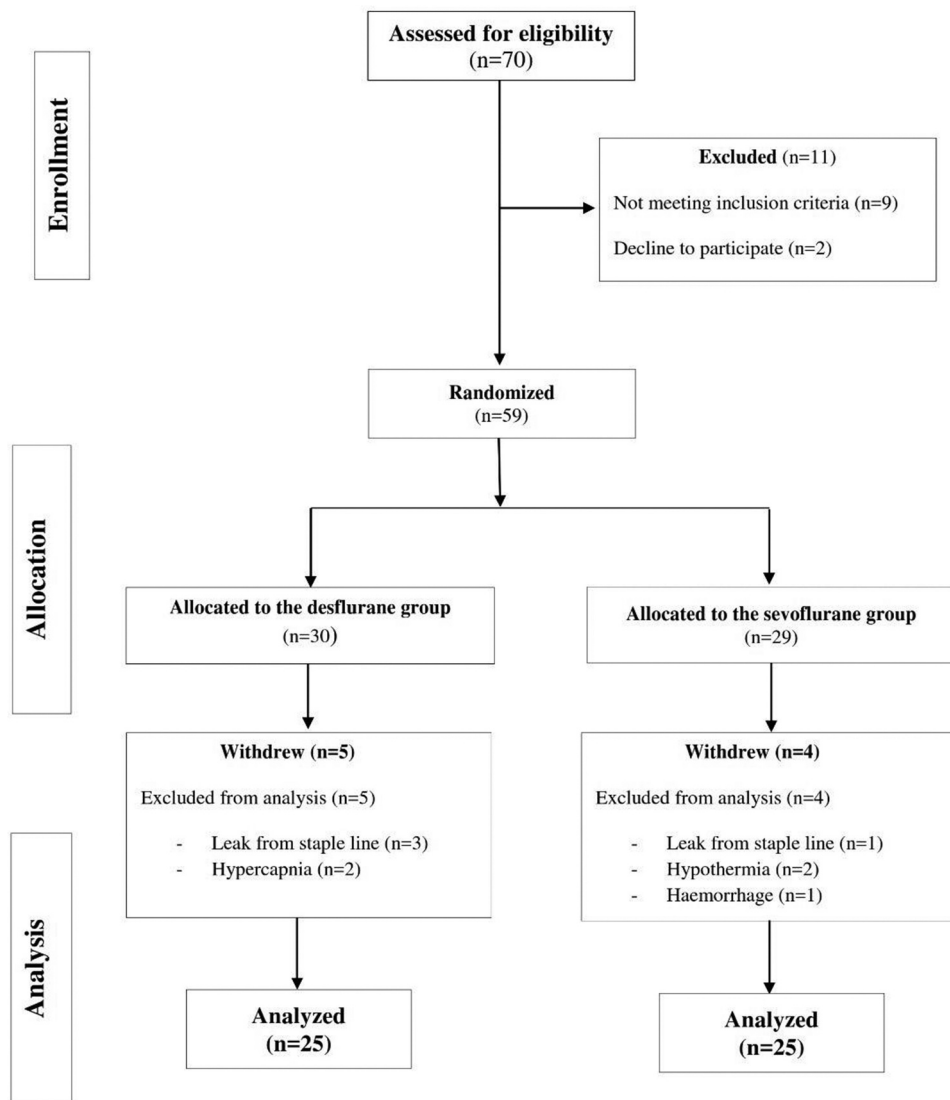 Assessed for eligibility
(n=70)
Enrollment
Excluded (n=11)
Not meeting inclusion criteria (n=9)
Decline to participate (n=2)
Randomized
(n=59)
Allocation
Allocated to the desflurane group
(n=30)
Allocated to the sevoflurane group
(n=29)
Withdrew (n=5)
Excluded from analysis (n=5)
- Leak from staple line (n=3)
- Hypercapnia (n=2)
Withdrew (n=4)
Excluded from analysis (n=4)
- Leak from staple line (n=1)
- Hypothermia (n=2)
- Haemorrhage (n=1)
Analysis
Analyzed
(n=25)
Analyzed
(n=25)